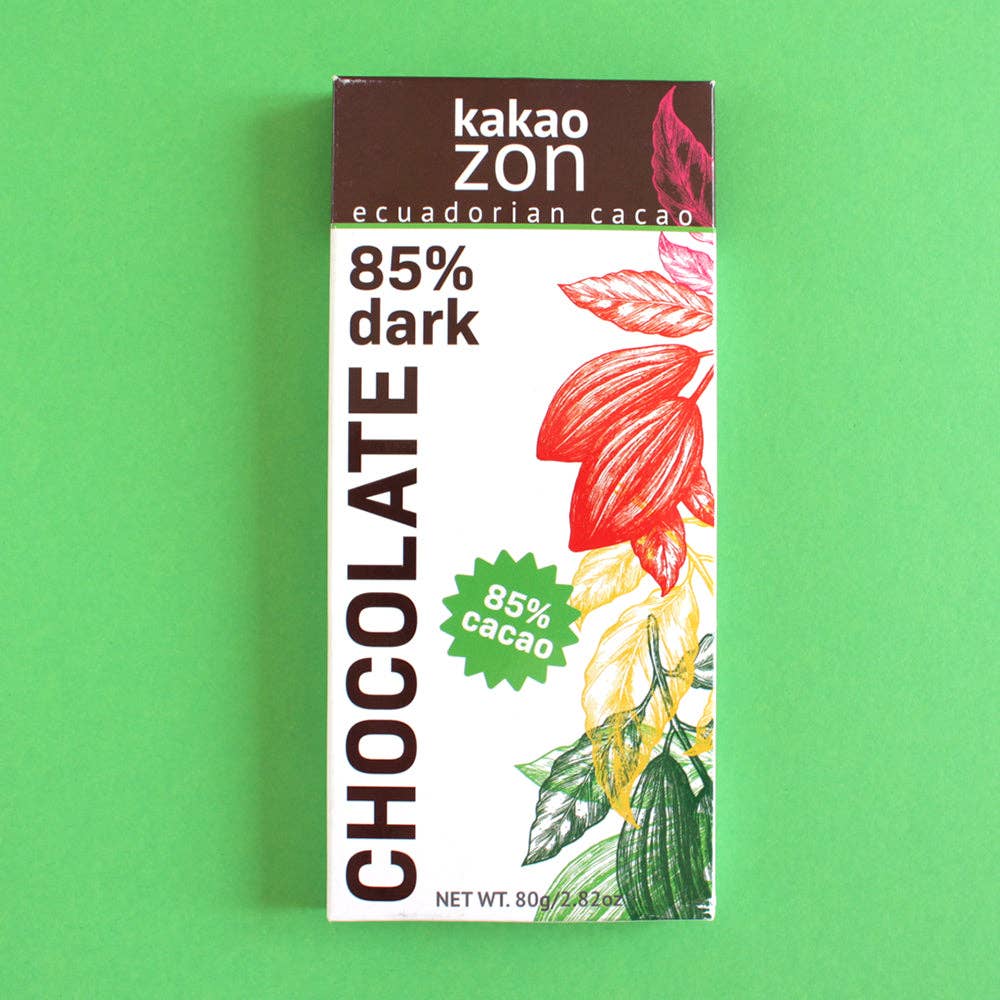 kakao
zon
ecuadorian cacao
85%
dark
CHOCOLATE
85%
cacao
NET WT. 80g/2.82oz